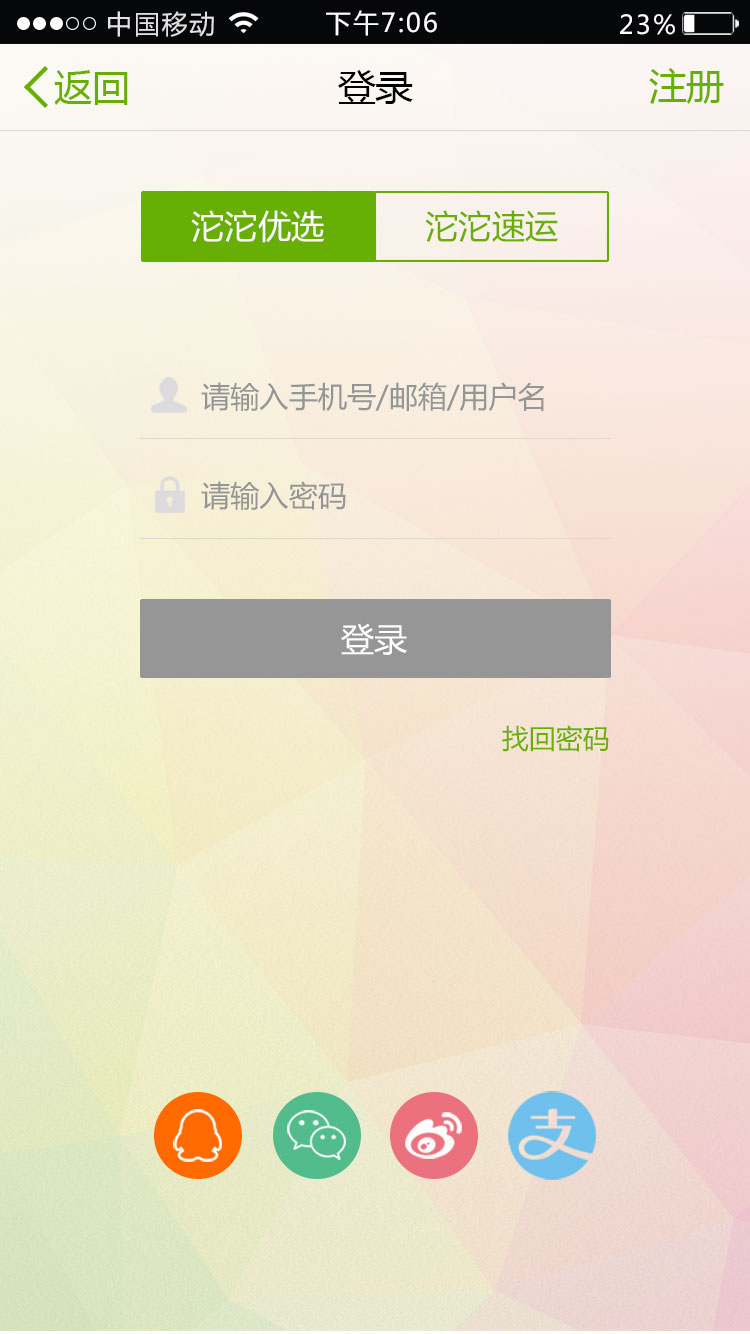 中国移动 下午7:06 23%
返回 登录 注册
沱沱优选 沱沱速运
请输入手机号/邮箱/用户名
请输入密码
登录
找回密码
支